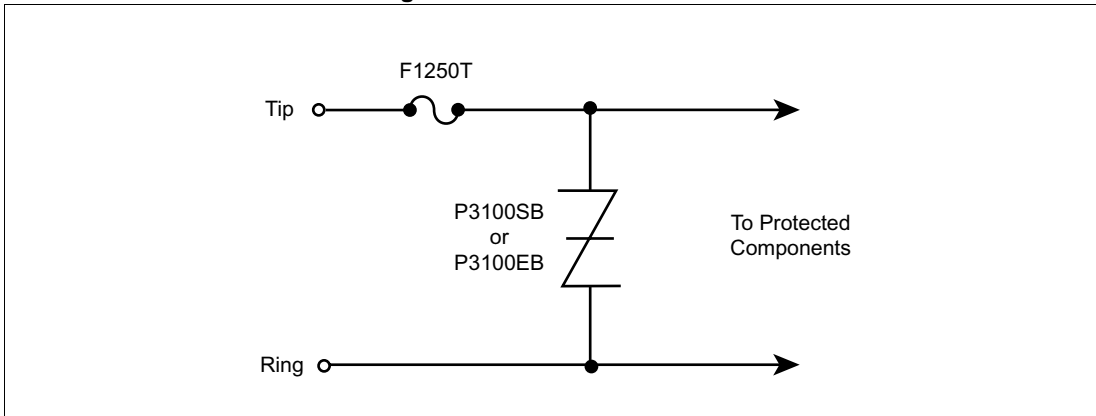 F1250T
Tip
P3100SB
or
P3100EB
To Protected
Components
Ring